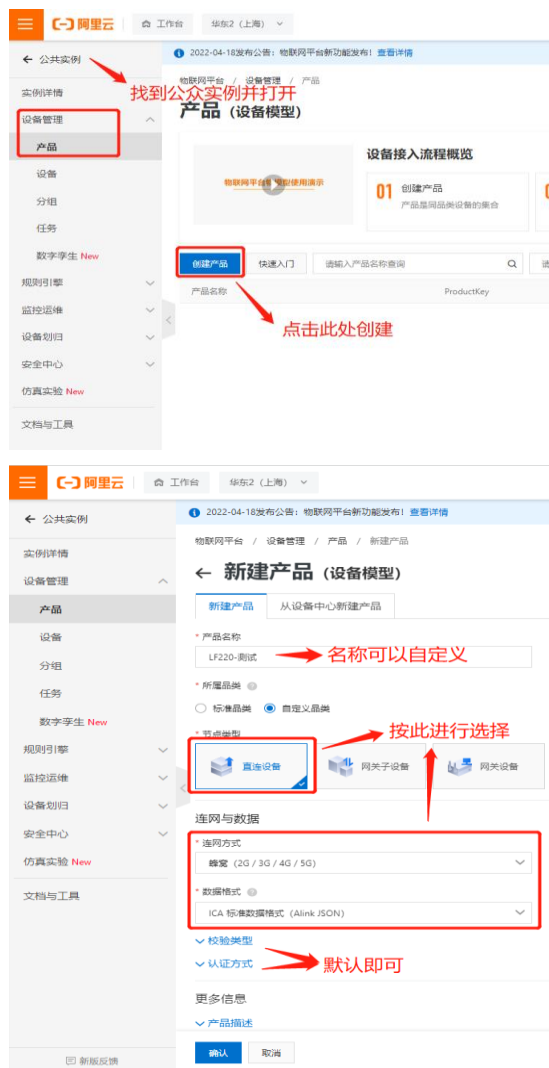 阿里云 工作台 华东2（上海）
公共实例
2022-04-18发布公告：物联网平台新功能发布！查看详情
物联网平台 / 设备管理 / 产品
实例详情
找到公众实例并打开
设备管理
产品（设备模型）
产品
设备
分组
任务
数字孪生 New
规则引擎
监控运维
设备划归
安全中心
仿真实验 New
文档与工具
设备接入流程概览
01 创建产品
产品是同品类设备的集合
创建产品 快速入门 请输入产品名称查询
产品名称 ProductKey
点击此处创建
阿里云 工作台 华东2（上海）
公共实例
2022-04-18发布公告：物联网平台新功能发布！查看详情
物联网平台 / 设备管理 / 产品 / 新建产品
实例详情
设备管理
产品
设备
分组
任务
数字孪生 New
规则引擎
监控运维
设备划归
安全中心
仿真实验 New
文档与工具
新版反馈
← 新建产品（设备模型）
新建产品 从设备中心新建产品
* 产品名称
LF220-测试
名称可以自定义
* 所属品类
标准品类 自定义品类
* 节点类型
按此进行选择
直连设备 网关子设备 网关设备
连网与数据
* 连网方式
蜂窝（2G / 3G / 4G / 5G）
* 数据格式
ICA 标准数据格式（Alink JSON）
校验类型
认证方式
默认即可
更多信息
产品描述
确认 取消